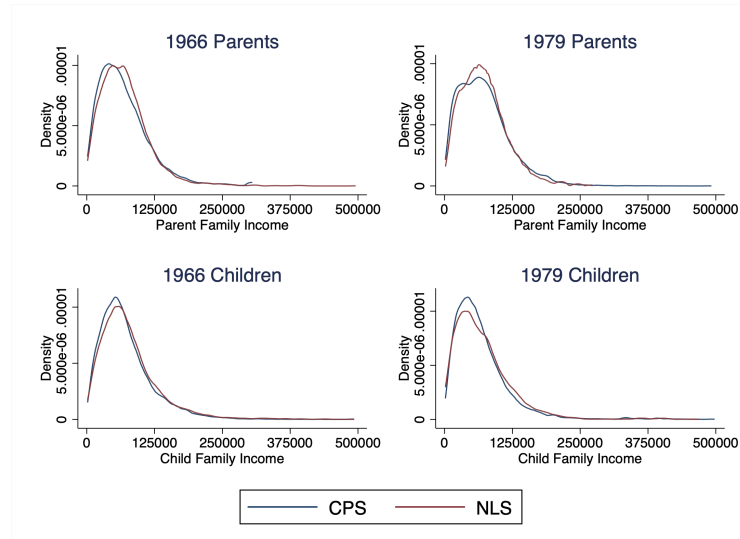 1966 Parents
Density
0 5.000e-06 .00001
0 125000 250000 375000 500000
Parent Family Income
1979 Parents
Density
0 5.000e-06 .00001
0 125000 250000 375000 500000
Parent Family Income
1966 Children
Density
0 5.000e-06 .00001
0 125000 250000 375000 500000
Child Family Income
1979 Children
Density
0 5.000e-06 .00001
0 125000 250000 375000 500000
Child Family Income
CPS NLS